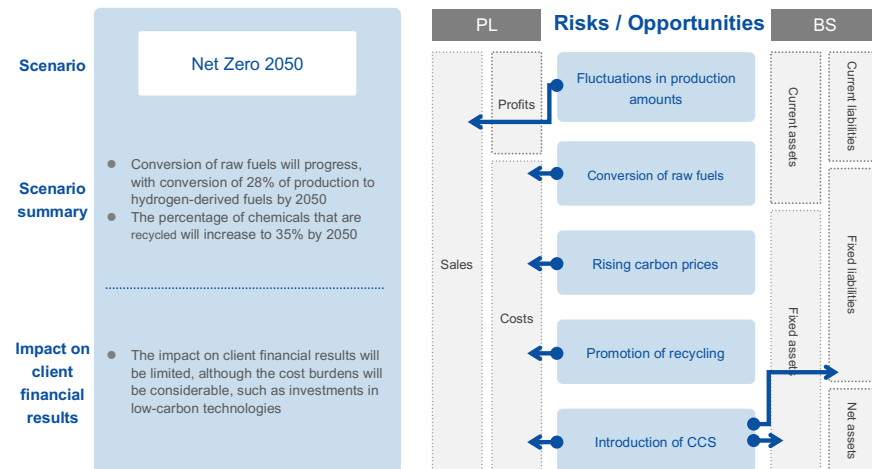 Scenario
Net Zero 2050
Scenario
summary
Conversion of raw fuels will progress,
with conversion of 28% of production to
hydrogen-derived fuels by 2050
The percentage of chemicals that are
recycled will increase to 35% by 2050
Impact on
client
financial
results
The impact on client financial results will
be limited, although the cost burdens will
be considerable, such as investments in
low-carbon technologies
PL
Risks / Opportunities
BS
Sales
Profits
Costs
Fluctuations in production
amounts
Conversion of raw fuels
Rising carbon prices
Promotion of recycling
Introduction of CCS
Current assets
Fixed assets
Current liabilities
Fixed liabilities
Net assets